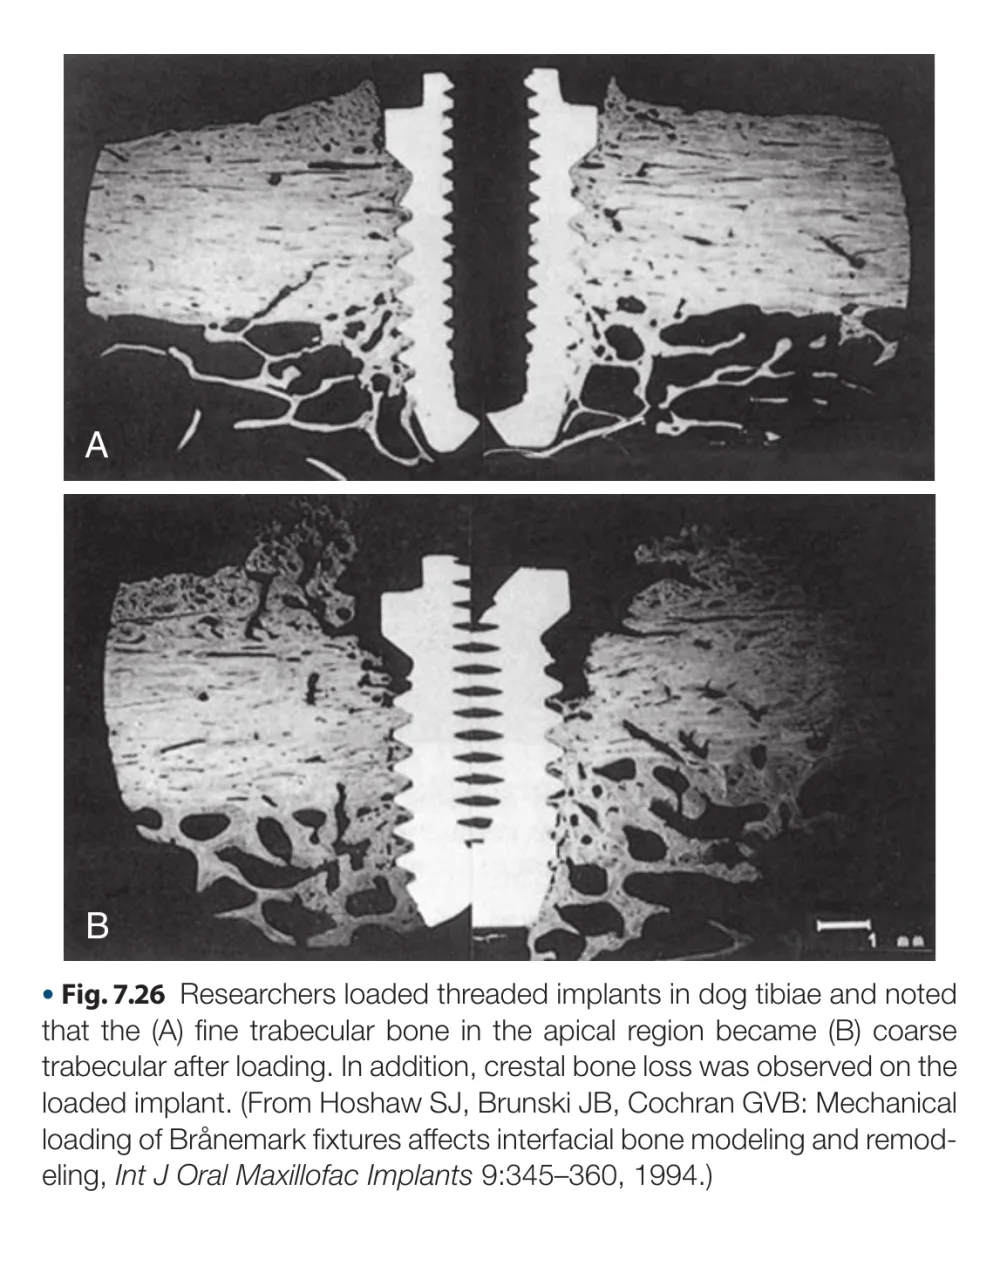 A
B
1 mm
• Fig. 7.26 Researchers loaded threaded implants in dog tibiae and noted
that the (A) fine trabecular bone in the apical region became (B) coarse
trabecular after loading. In addition, crestal bone loss was observed on the
loaded implant. (From Hoshaw SJ, Brunski JB, Cochran GVB: Mechanical
loading of Brånemark fixtures affects interfacial bone modeling and remod-
eling, Int J Oral Maxillofac Implants 9:345–360, 1994.)